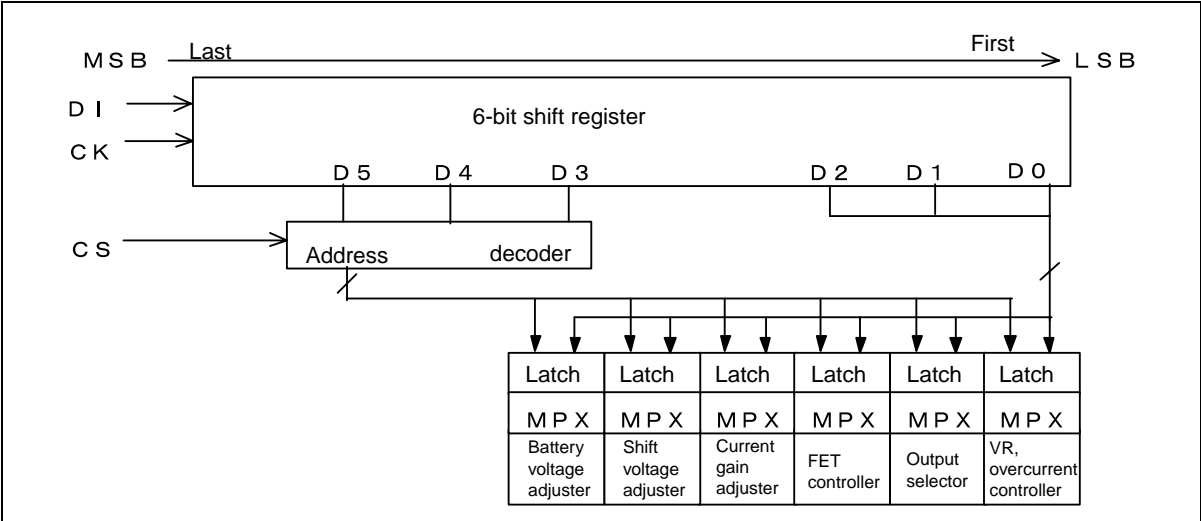 MSB Last First LSB
DI
6-bit shift register
CK
D5 D4 D3 D2 D1 D0
CS
Address decoder
Latch Latch Latch Latch Latch Latch
MPX MPX MPX MPX MPX MPX
Battery voltage adjuster
Shift voltage adjuster
Current gain adjuster
FET controller
Output selector
VR, overcurrent controller